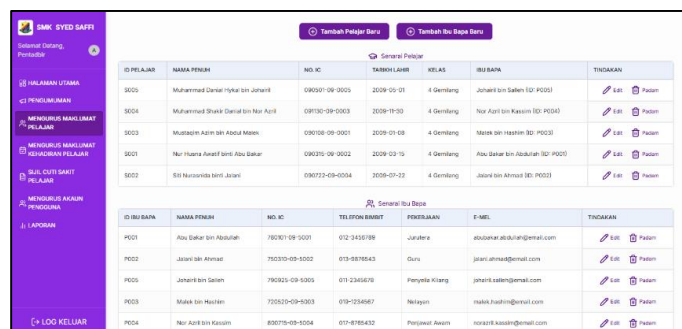 SMK SYED SAFFI
Selamat Datang,
Pentadbir
A
HALAMAN UTAMA
PENGUMUMAN
MENGURUS MAKLUMAT
PELAJAR
MENGURUS MAKLUMAT
KEHADIRAN PELAJAR
SIJIL CUTI SAKIT
PELAJAR
MENGURUS AKAUN
PENGGUNA
LAPORAN
LOG KELUAR
Tambah Pelajar Baru Tambah Ibu Bapa Baru
Senarai Pelajar
ID PELAJAR NAMA PENUH NO. IC TARIKH LAHIR KELAS IBU BAPA TINDAKAN
S005 Muhammad Danial Hykal bin Johairil 090501-09-0005 2009-05-01 4 Gemilang Johairil bin Salleh (ID: P005) Edit Padam
S004 Muhammad Shakir Danial bin Nor Azril 091130-09-0003 2009-11-30 4 Gemilang Nor Azril bin Kassim (ID: P004) Edit Padam
S003 Mustaqim Azim bin Abdul Malek 090108-09-0001 2009-01-08 4 Gemilang Malek bin Hashim (ID: P003) Edit Padam
S001 Nur Husna Awatif binti Abu Bakar 090315-09-0002 2009-03-15 4 Gemilang Abu Bakar bin Abdullah (ID: P001) Edit Padam
S002 Siti Nurasnida binti Jalani 090722-09-0004 2009-07-22 4 Gemilang Jalani bin Ahmad (ID: P002) Edit Padam
Senarai Ibu Bapa
ID IBU BAPA NAMA PENUH NO. IC TELEFON BIMBIT PEKERJAAN E-MEL TINDAKAN
P001 Abu Bakar bin Abdullah 780101-09-5001 012-3456789 Jurutera abubakar.abdullah@email.com Edit Padam
P002 Jalani bin Ahmad 750310-09-5002 013-9876543 Guru jalani.ahmad@email.com Edit Padam
P005 Johairil bin Salleh 790925-09-5005 011-2345678 Penyelia Kilang johairil.salleh@email.com Edit Padam
P003 Malek bin Hashim 720520-09-5003 019-1234567 Nelayan malek.hashim@email.com Edit Padam
P004 Nor Azril bin Kassim 800715-09-5004 017-8765432 Penjawat Awam norazril.kassim@email.com Edit Padam